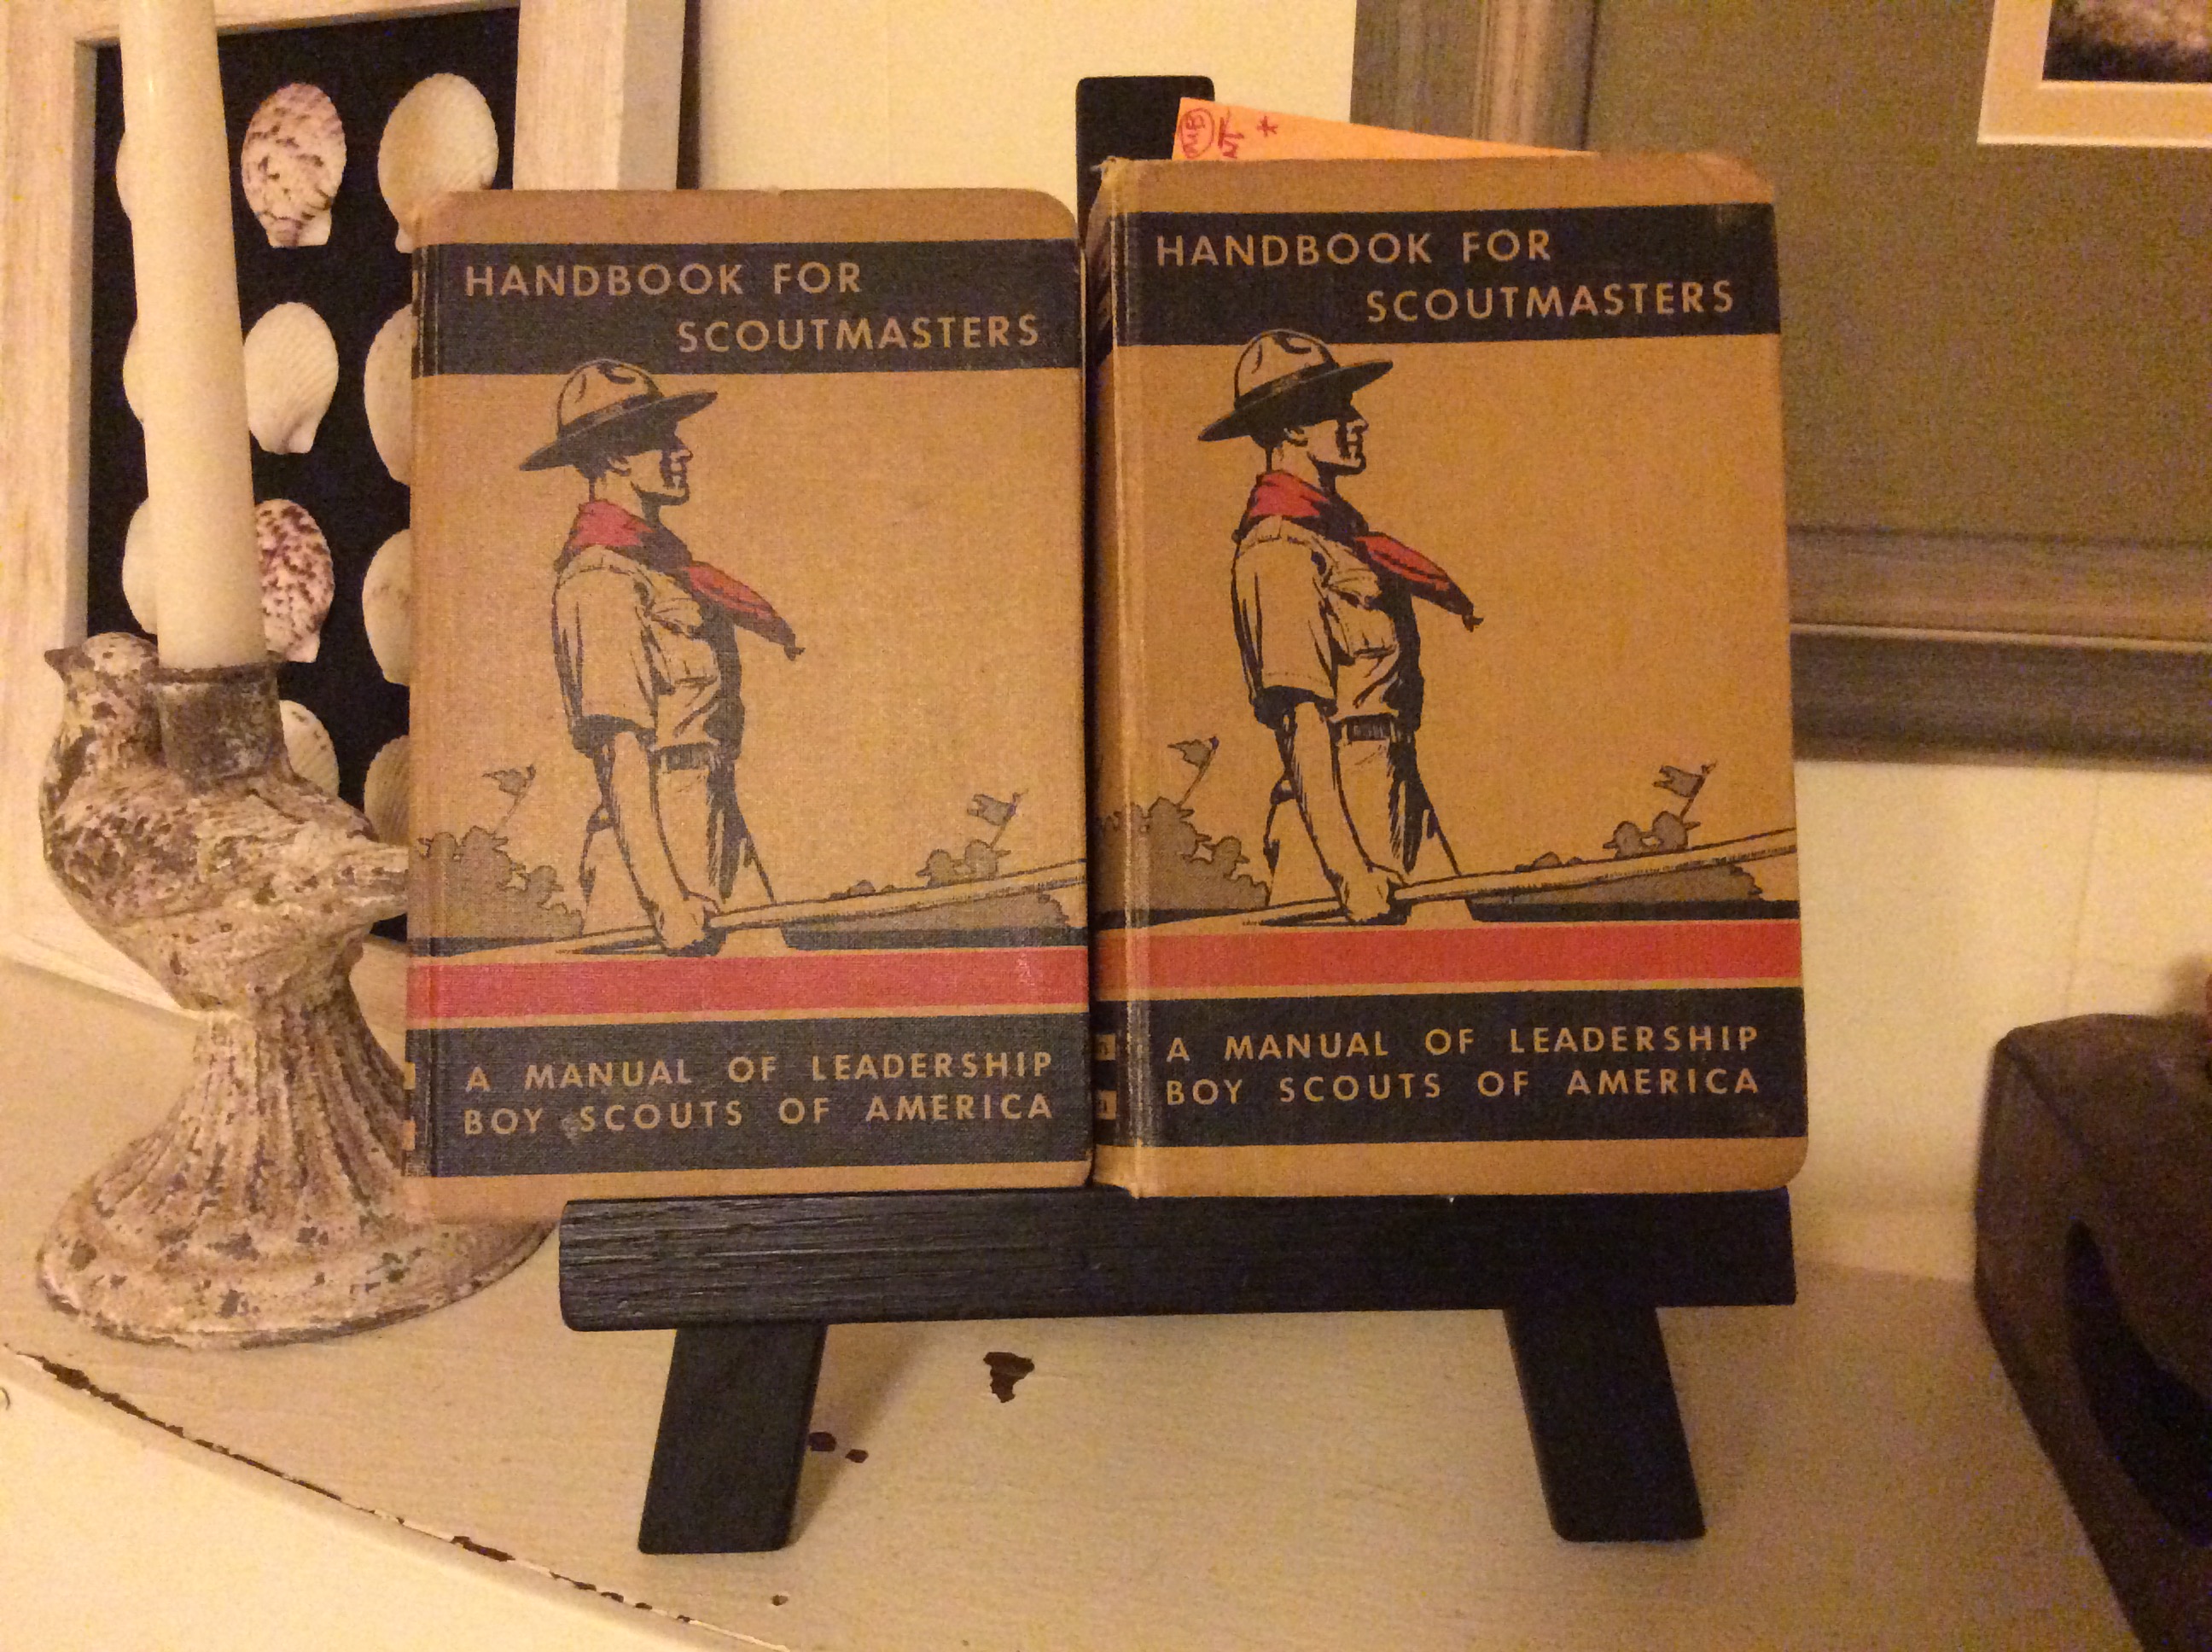 HANDBOOK FOR
SCOUTMASTERS
A MANUAL OF LEADERSHIP
BOY SCOUTS OF AMERICA
HANDBOOK FOR
SCOUTMASTERS
A MANUAL OF LEADERSHIP
BOY SCOUTS OF AMERICA